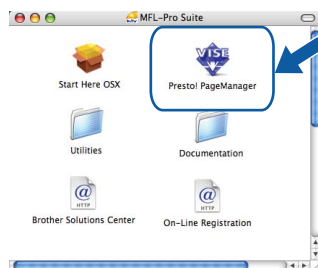 MFL-Pro Suite
Start Here OSX
VISE
Presto! PageManager
Utilities
Documentation
@
HTTP
Brother Solutions Center
@
HTTP
On-Line Registration